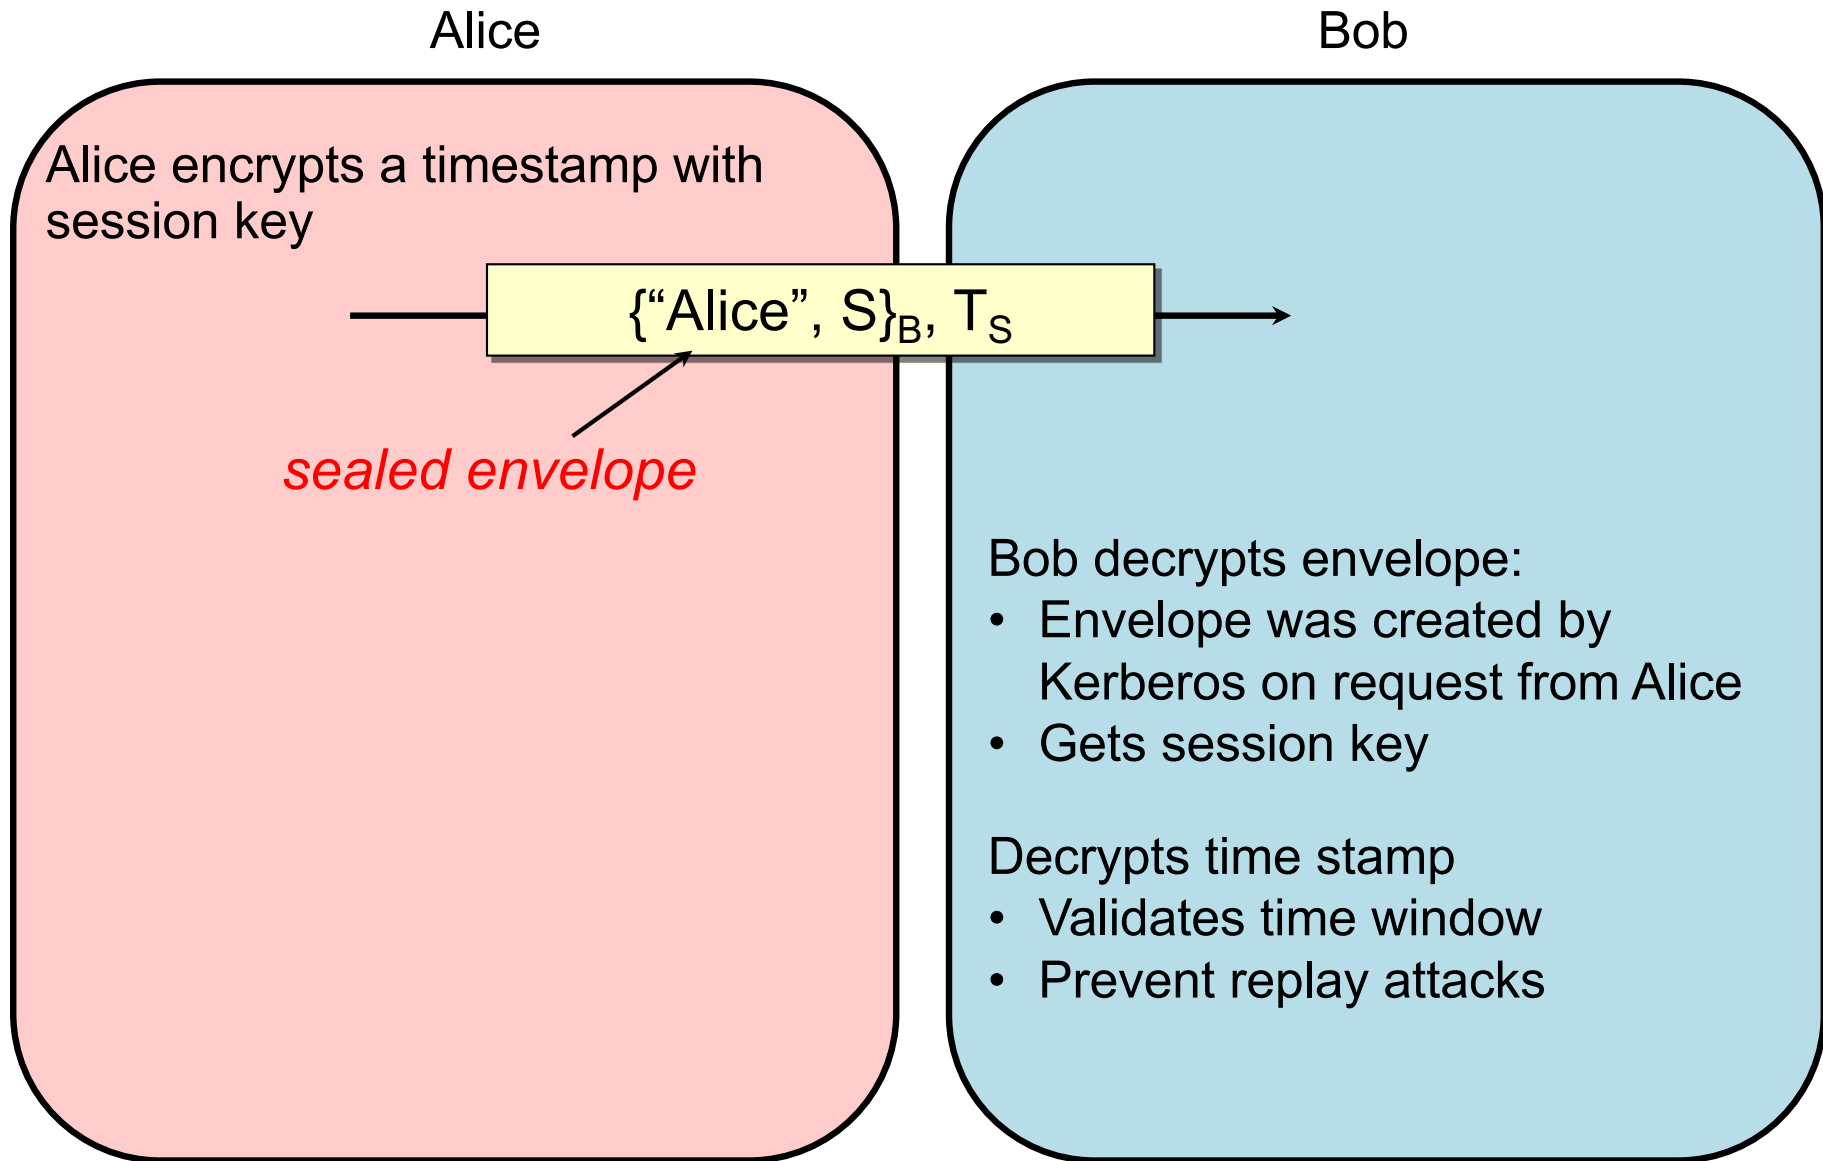 Alice
Bob
Alice encrypts a timestamp with
session key
{“Alice”, S}B, TS
sealed envelope
Bob decrypts envelope:
• Envelope was created by
Kerberos on request from Alice
• Gets session key
Decrypts time stamp
• Validates time window
• Prevent replay attacks